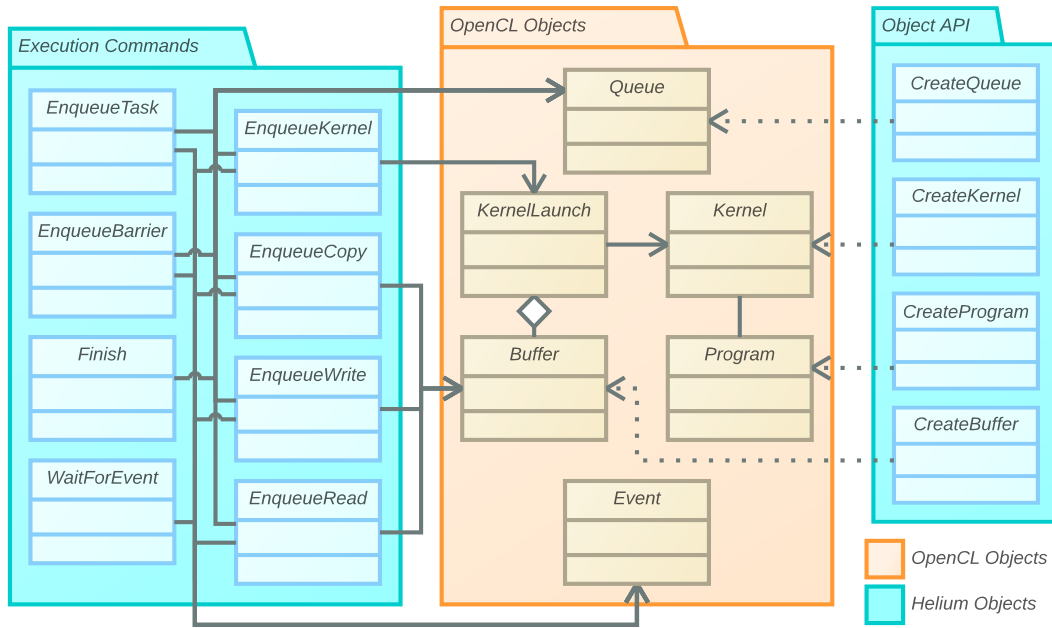 Execution Commands
EnqueueTask
EnqueueBarrier
Finish
WaitForEvent
EnqueueKernel
EnqueueCopy
EnqueueWrite
EnqueueRead
OpenCL Objects
Queue
KernelLaunch
Kernel
Buffer
Program
Event
Object API
CreateQueue
CreateKernel
CreateProgram
CreateBuffer
OpenCL Objects
Helium Objects